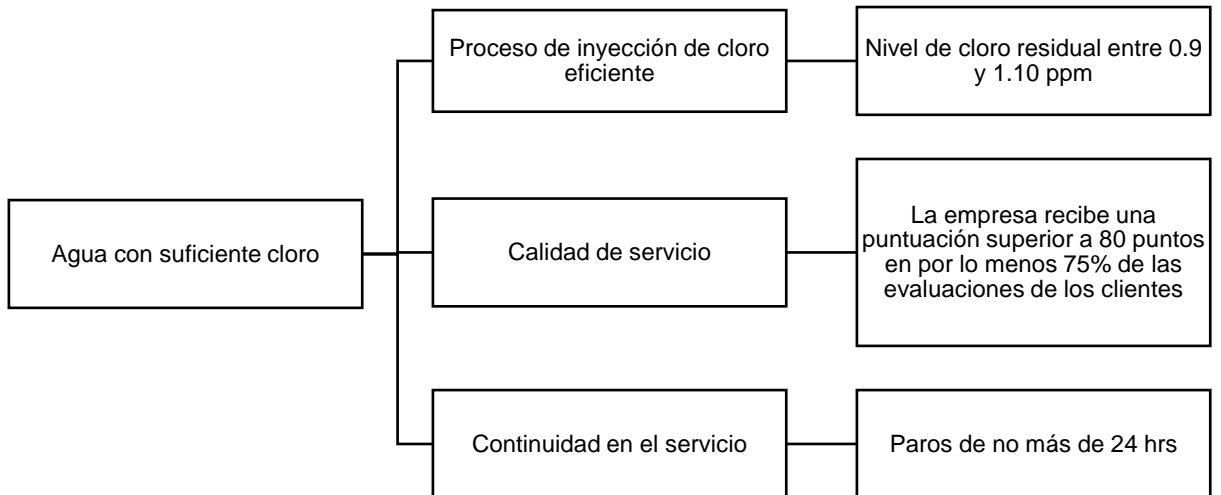 Proceso de inyección de cloro
eficiente
Nivel de cloro residual entre 0.9
y 1.10 ppm
Agua con suficiente cloro
Calidad de servicio
La empresa recibe una
puntuación superior a 80 puntos
en por lo menos 75% de las
evaluaciones de los clientes
Continuidad en el servicio
Paros de no más de 24 hrs